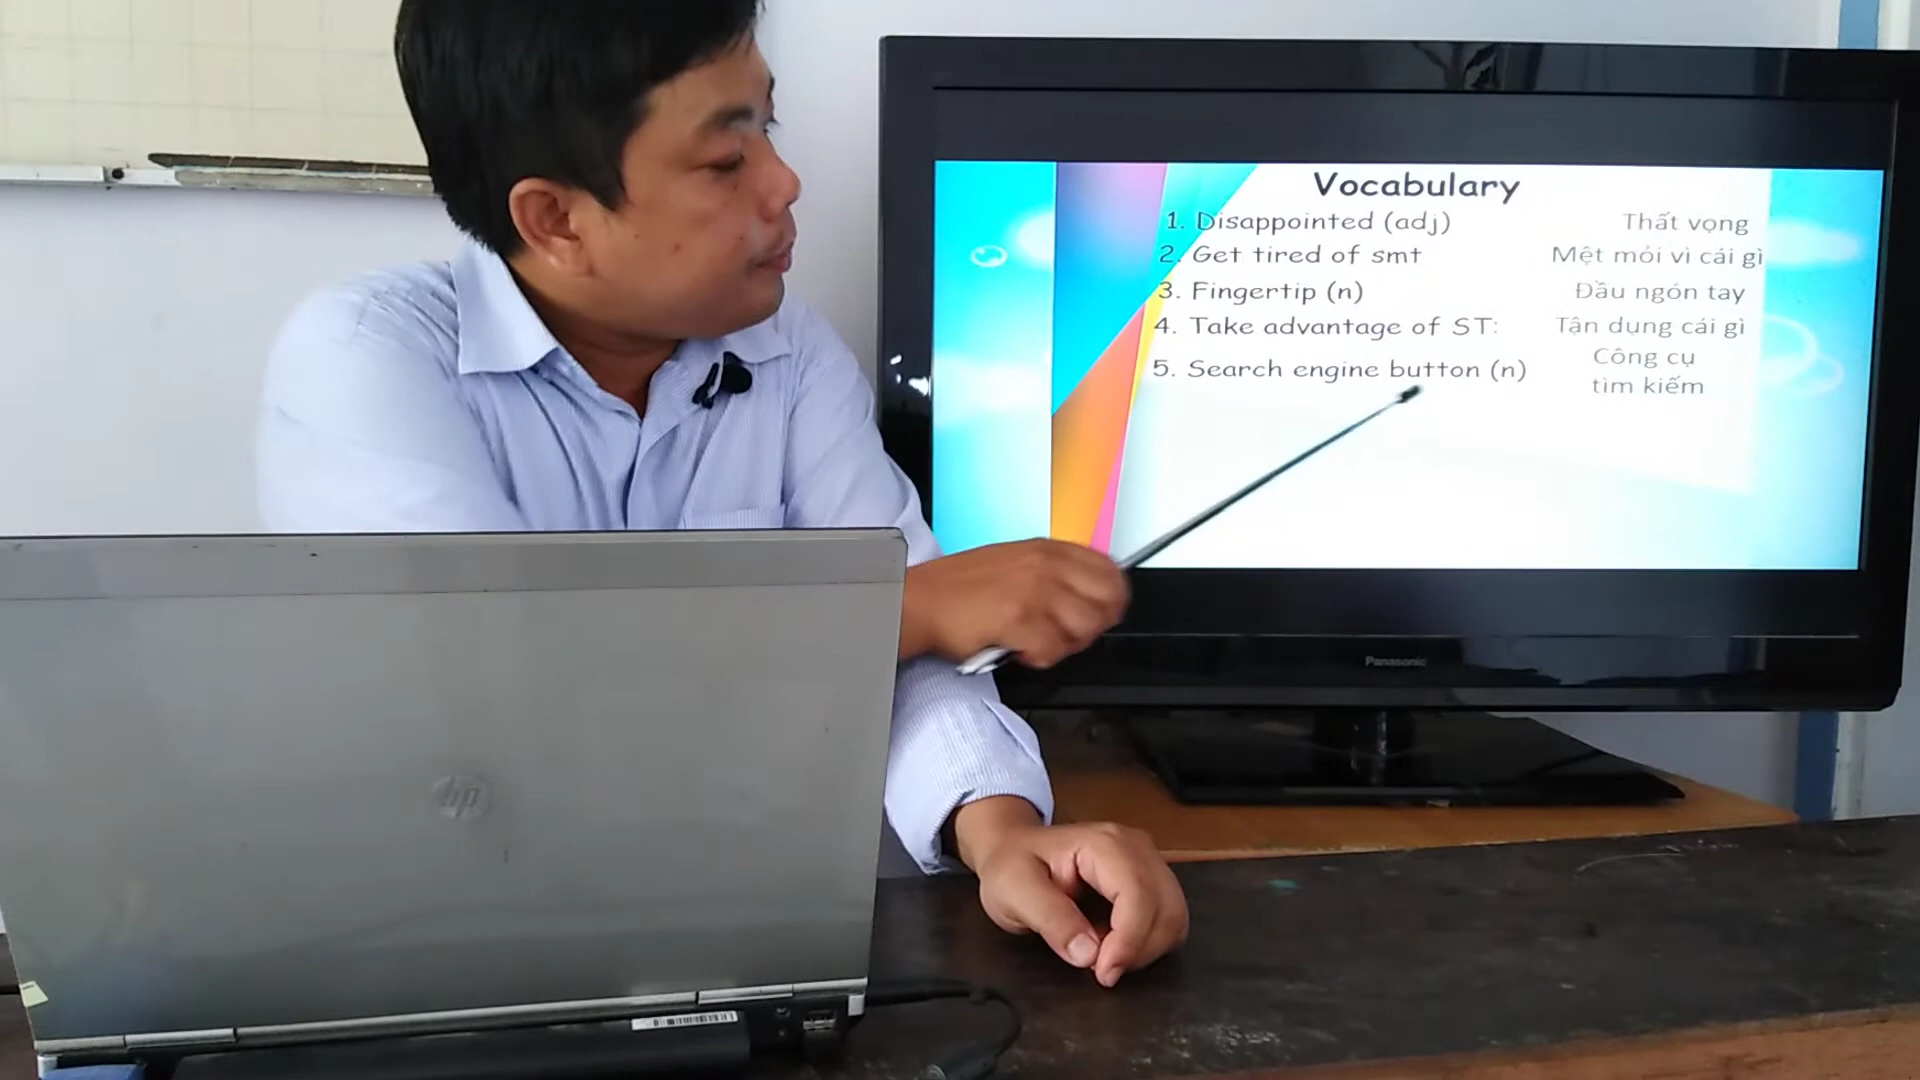 Vocabulary
1. Disappointed (adj) Thất vọng
2. Get tired of smt Mệt mỏi vì cái gì
3. Fingertip (n) Đầu ngón tay
4. Take advantage of ST: Tận dụng cái gì
5. Search engine button (n) Công cụ
tìm kiếm
Panasonic
hp